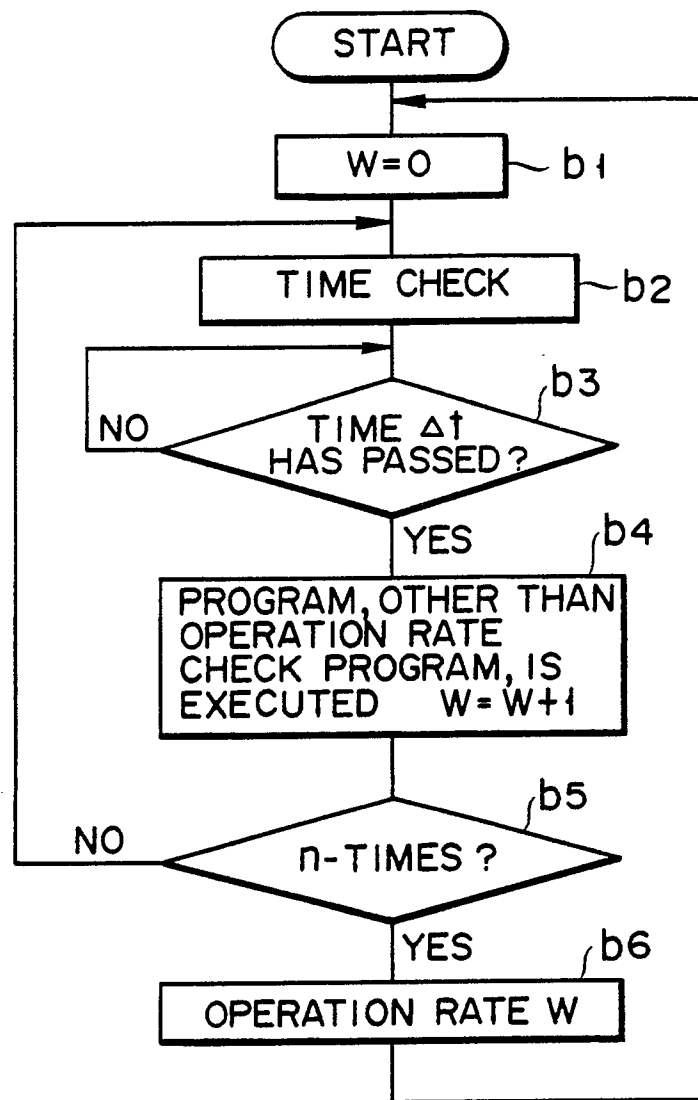 START
W=0
b1
TIME CHECK
b2
b3
NO
TIME Δt
HAS PASSED?
YES
b4
PROGRAM, OTHER THAN
OPERATION RATE
CHECK PROGRAM, IS
EXECUTED W=W+1
b5
NO
n-TIMES?
YES
b6
OPERATION RATE W